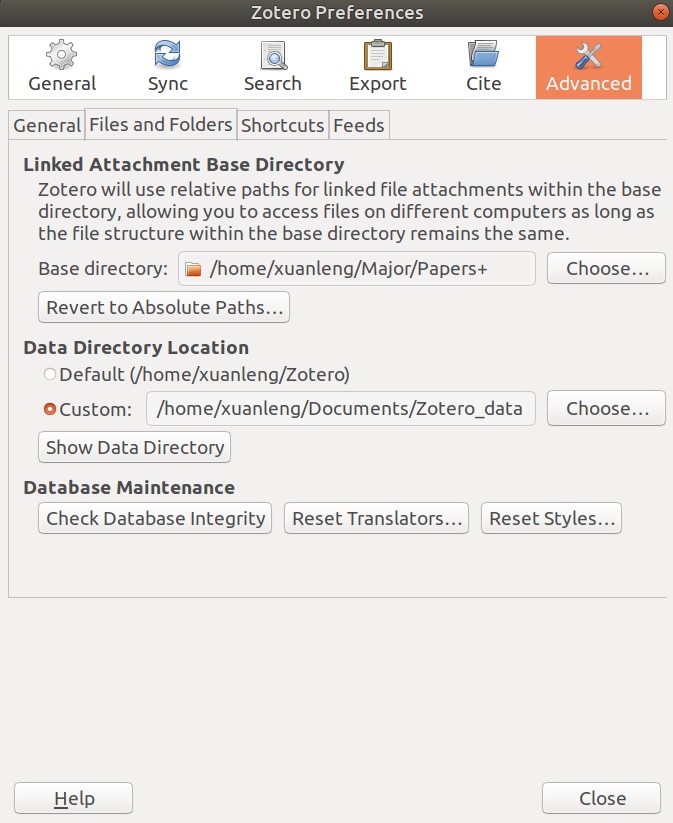 Zotero Preferences
General Sync Search Export Cite Advanced
General Files and Folders Shortcuts Feeds
Linked Attachment Base Directory
Zotero will use relative paths for linked file attachments within the base
directory, allowing you to access files on different computers as long as
the file structure within the base directory remains the same.
Base directory: /home/xuanleng/Major/Papers+ Choose...
Revert to Absolute Paths...
Data Directory Location
Default (/home/xuanleng/Zotero)
Custom: /home/xuanleng/Documents/Zotero_data Choose...
Show Data Directory
Database Maintenance
Check Database Integrity Reset Translators... Reset Styles...
Help Close